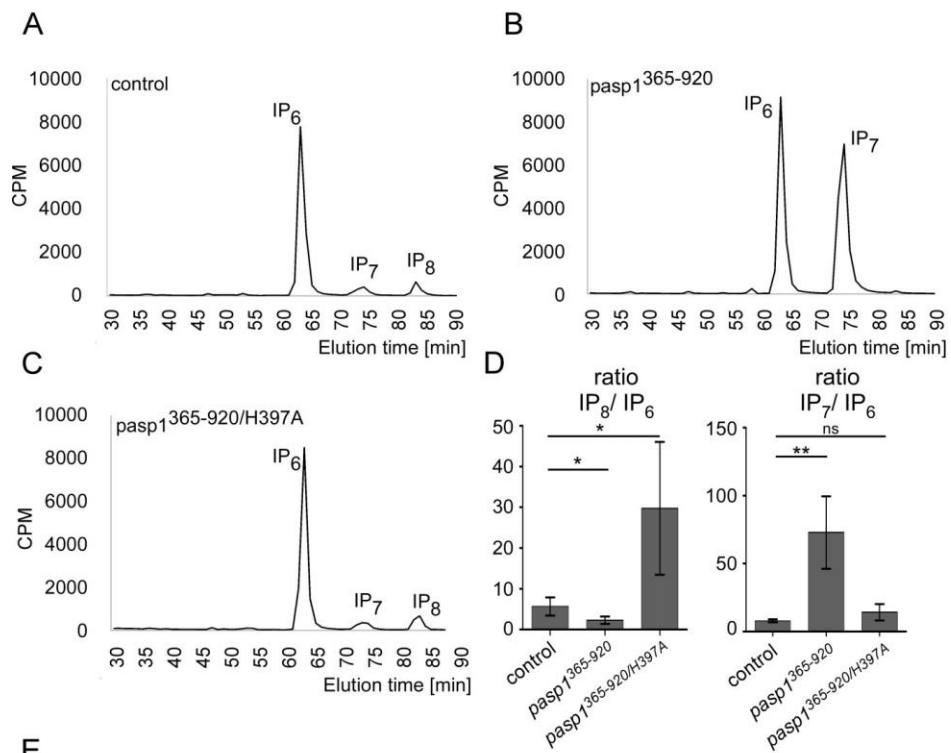 A
control
10000
8000
6000
4000
2000
0
CPM
IP6
IP7
IP8
30
35
40
45
50
55
60
65
70
75
80
85
90
Elution time [min]
B
pasp1365-920
10000
8000
6000
4000
2000
0
CPM
IP6
IP7
30
35
40
45
50
55
60
65
70
75
80
85
90
Elution time [min]
C
pasp1365-920/H397A
10000
8000
6000
4000
2000
0
CPM
IP6
IP7
IP8
30
35
40
45
50
55
60
65
70
75
80
85
90
Elution time [min]
D
ratio
IP8/ IP6
50
40
30
20
10
0
*
*
control
pasp1365-920
pasp1365-920/H397A
ratio
IP7/ IP6
150
100
50
0
ns
**
control
pasp1365-920
pasp1365-920/H397A